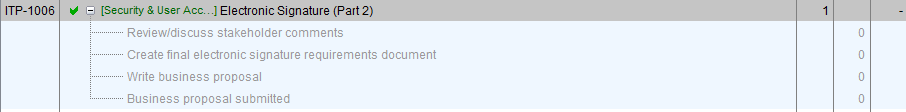 ITP-1006 [Security & User Acc...] Electronic Signature (Part 2) 1 -
Review/discuss stakeholder comments 0
Create final electronic signature requirements document 0
Write business proposal 0
Business proposal submitted 0